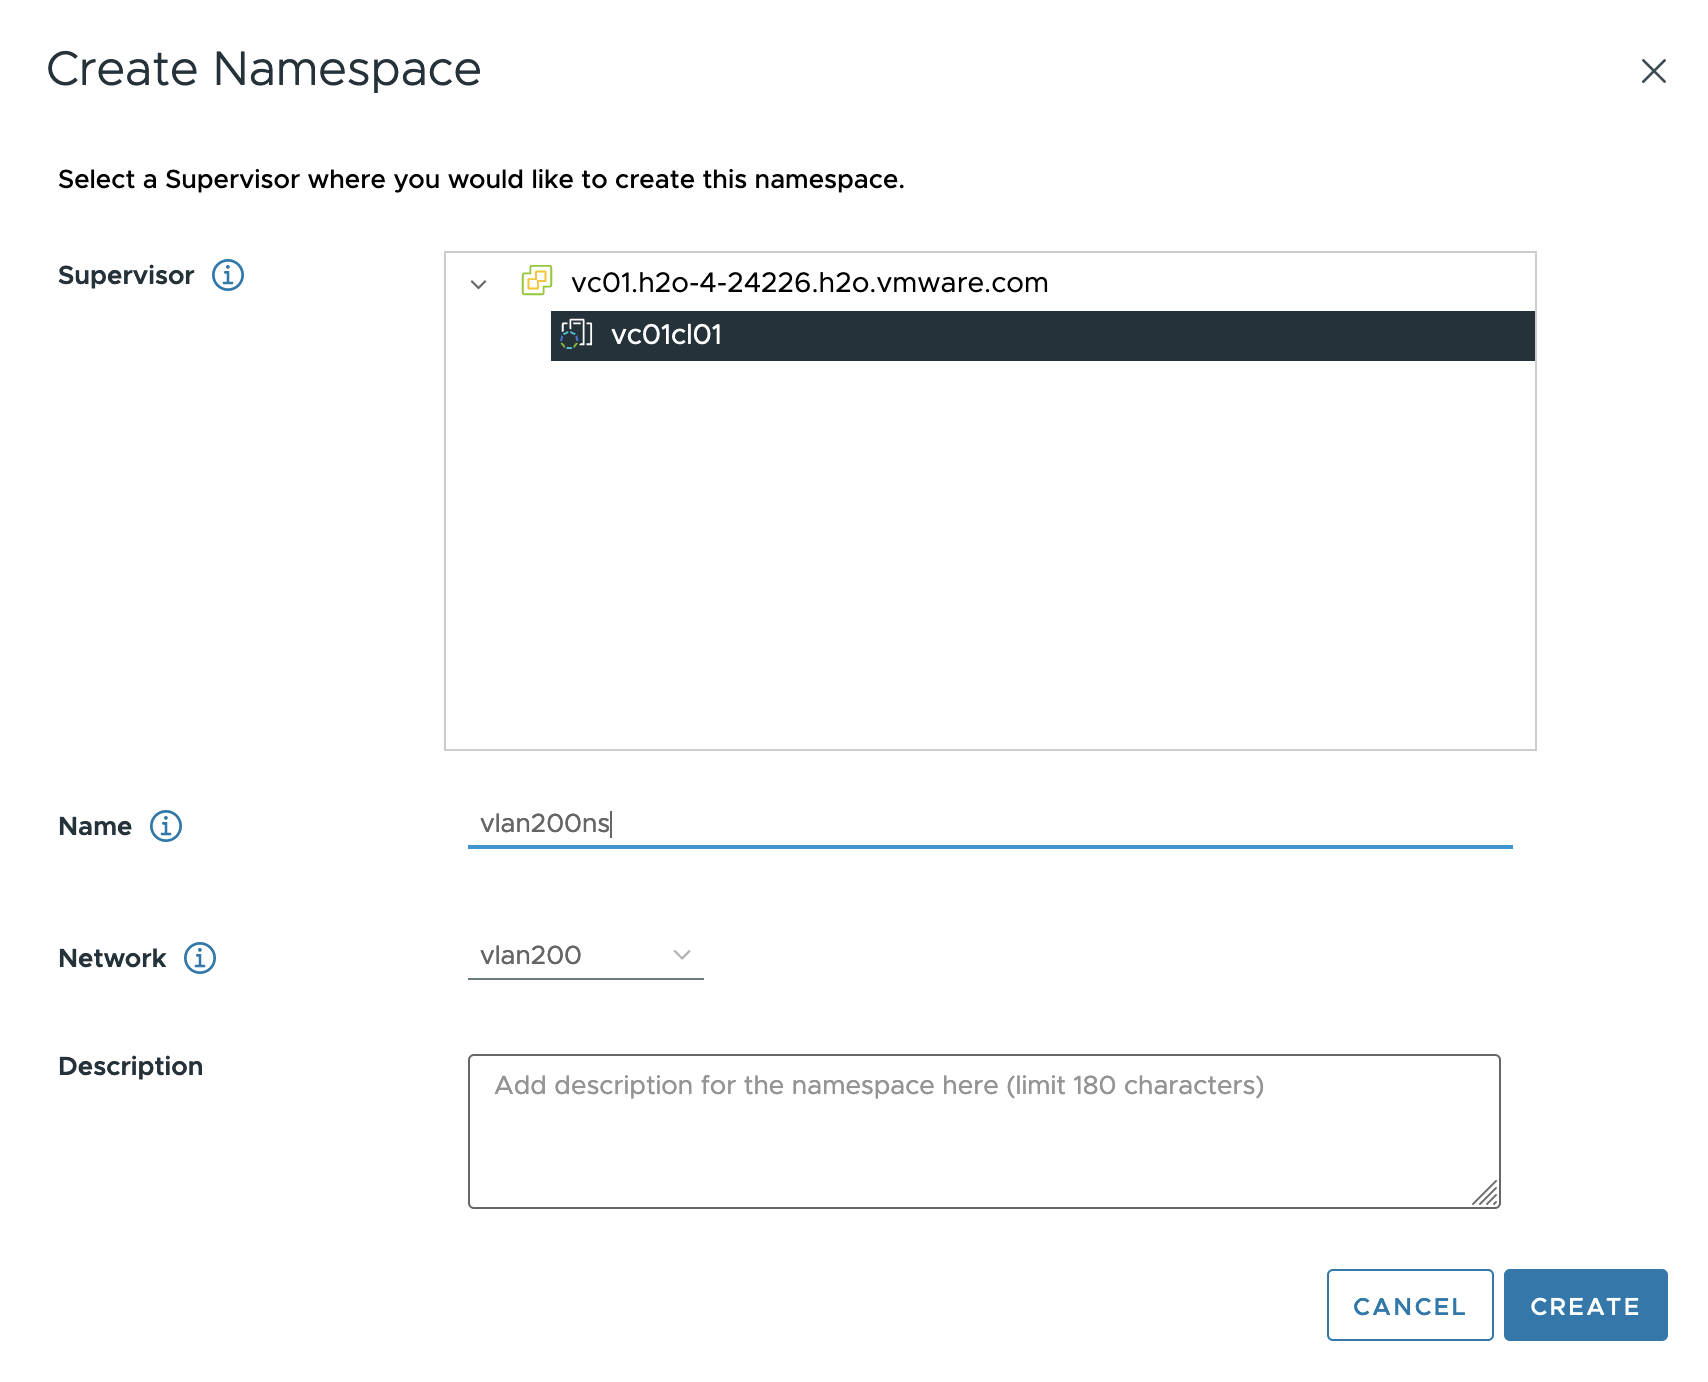 Create Namespace
Select a Supervisor where you would like to create this namespace.
Supervisor
vc01.h2o-4-24226.h2o.vmware.com
vc01cl01
Name
vlan200ns
Network
vlan200
Description
Add description for the namespace here (limit 180 characters)
CANCEL
CREATE